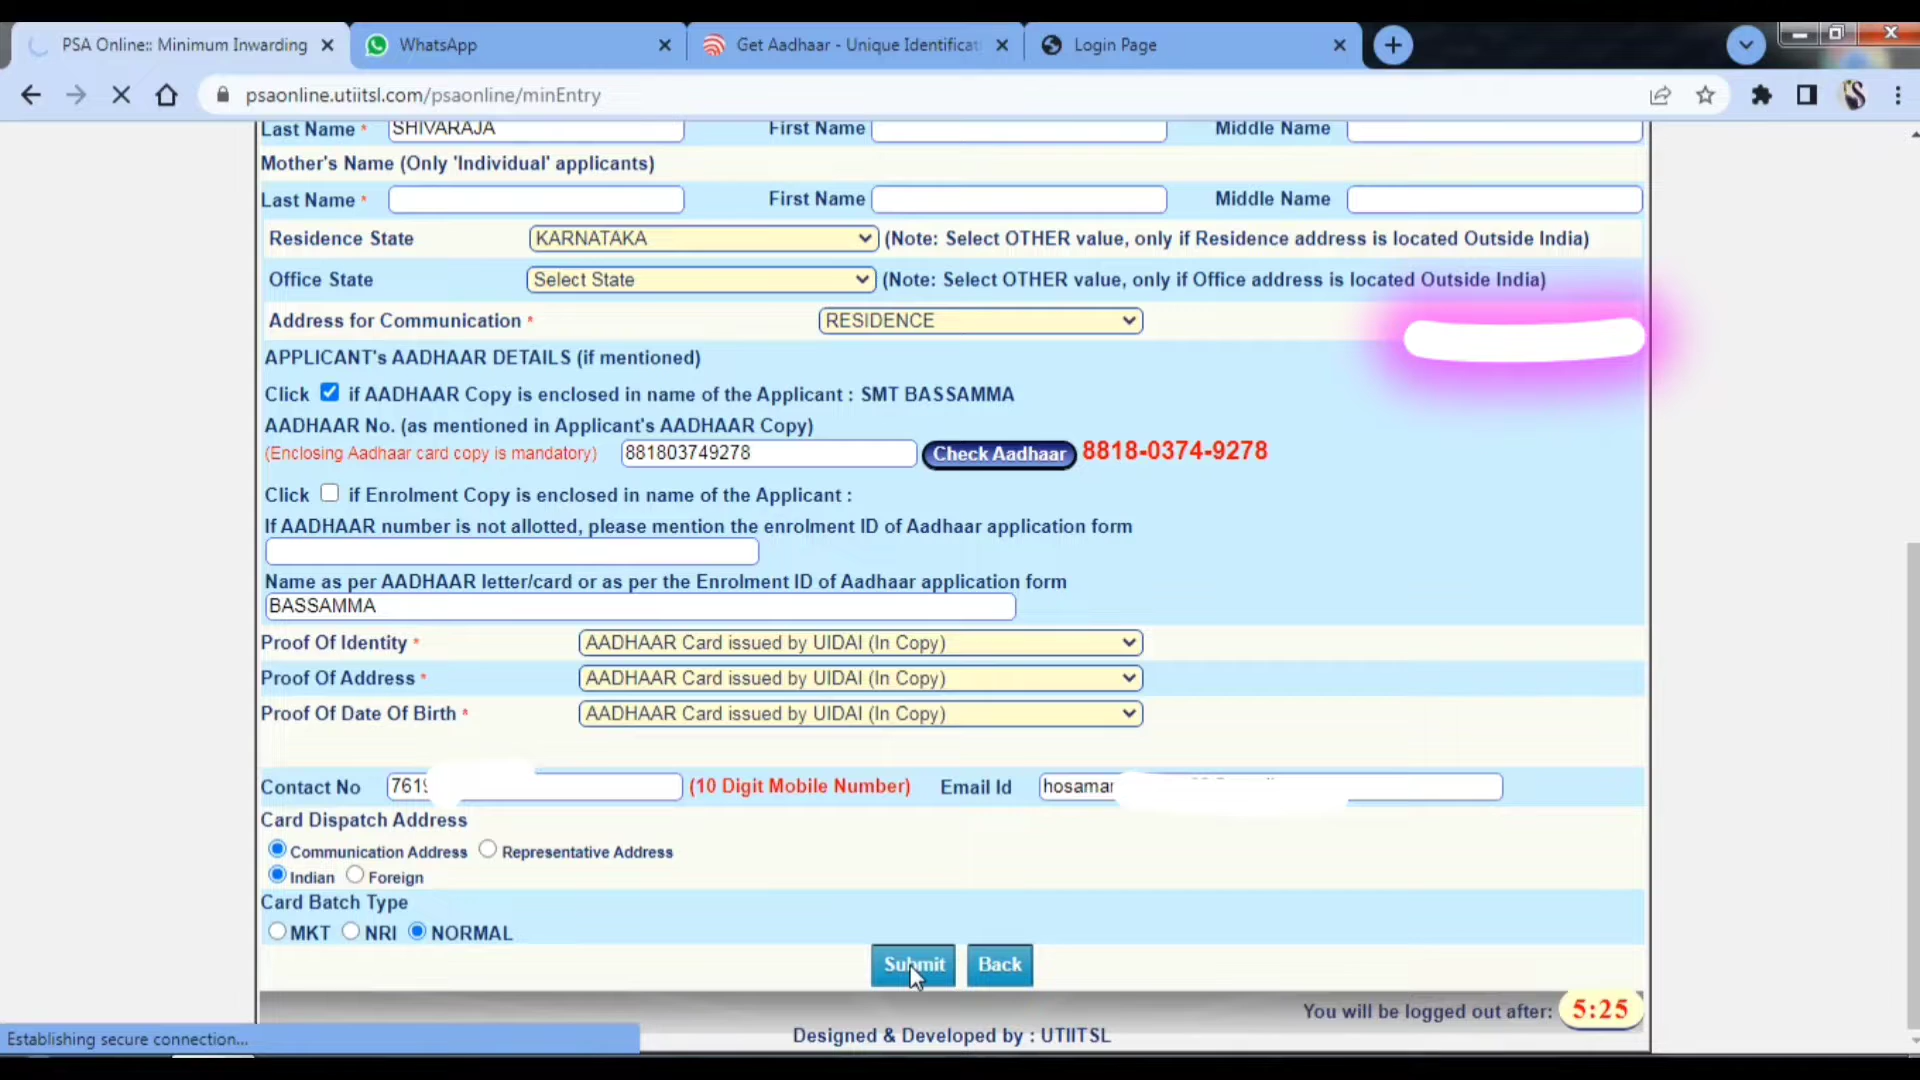 PSA Online:: Minimum Inwarding
WhatsApp
Get Aadhaar - Unique Identificat
Login Page
psaonline.utiitsl.com/psaonline/minEntry
Last Name * SHIVARAJA First Name Middle Name
Mother's Name (Only 'Individual' applicants)
Last Name * First Name Middle Name
Residence State KARNATAKA (Note: Select OTHER value, only if Residence address is located Outside India)
Office State Select State (Note: Select OTHER value, only if Office address is located Outside India)
Address for Communication * RESIDENCE
APPLICANT's AADHAAR DETAILS (if mentioned)
Click if AADHAAR Copy is enclosed in name of the Applicant : SMT BASSAMMA
AADHAAR No. (as mentioned in Applicant's AADHAAR Copy)
(Enclosing Aadhaar card copy is mandatory) 881803749278 Check Aadhaar 8818-0374-9278
Click if Enrolment Copy is enclosed in name of the Applicant :
If AADHAAR number is not allotted, please mention the enrolment ID of Aadhaar application form
Name as per AADHAAR letter/card or as per the Enrolment ID of Aadhaar application form
BASSAMMA
Proof Of Identity * AADHAAR Card issued by UIDAI (In Copy)
Proof Of Address * AADHAAR Card issued by UIDAI (In Copy)
Proof Of Date Of Birth * AADHAAR Card issued by UIDAI (In Copy)
Contact No (10 Digit Mobile Number) Email Id
Card Dispatch Address
Communication Address Representative Address
Indian Foreign
Card Batch Type
MKT NRI NORMAL
Submit Back
You will be logged out after: 5:25
Designed & Developed by : UTIITSL
Establishing secure connection...